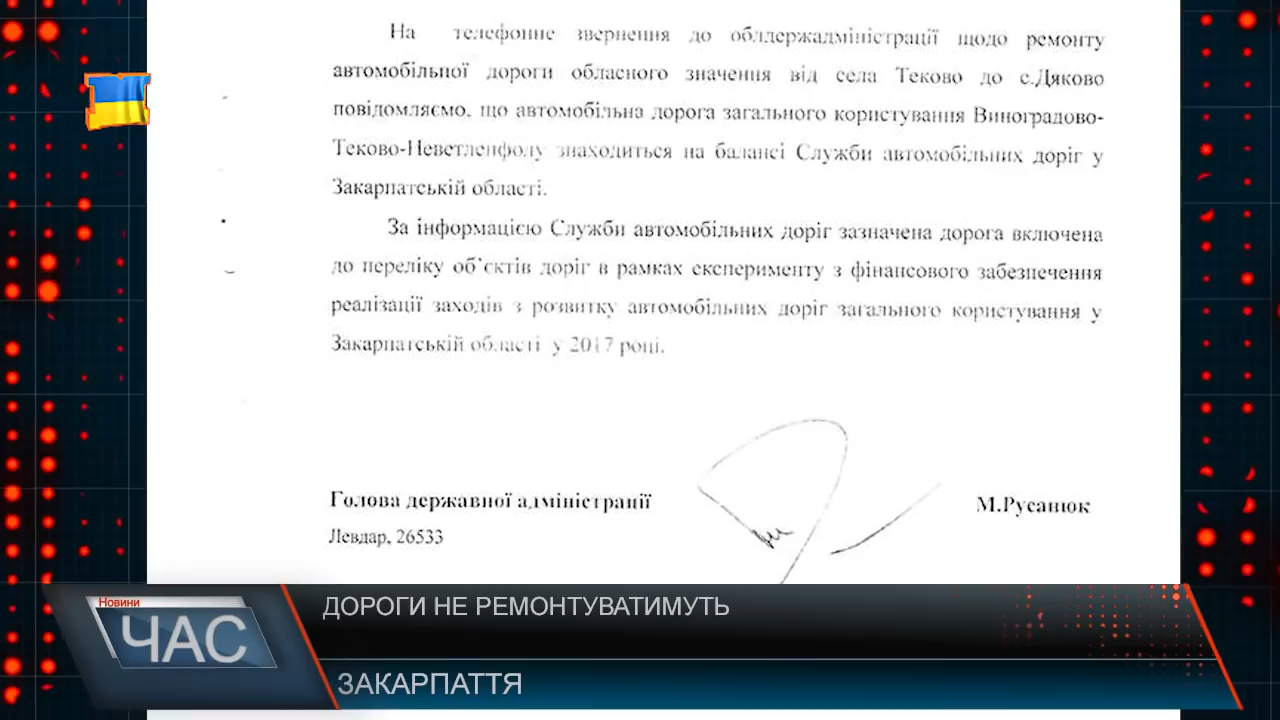 На телефонне звернення до облдержадміністрації щодо ремонту
автомобільної дороги обласного значення від села Теково до с.Дяково
повідомляємо, що автомобільна дорога загального користування Виноградово-
Теково-Неветленфолу знаходиться на балансі Служби автомобільних доріг у
Закарпатській області.
За інформацією Служби автомобільних доріг зазначена дорога включена
до переліку об’єктів доріг в рамках експерименту з фінансового забезпечення
реалізації заходів з розвитку автомобільних доріг загального користування у
Закарпатській області у 2017 році.
Голова державної адміністрації
М.Русанюк
Левдар, 26533
Новини
ЧАС
ДОРОГИ НЕ РЕМОНТУВАТИМУТЬ
ЗАКАРПАТТЯ